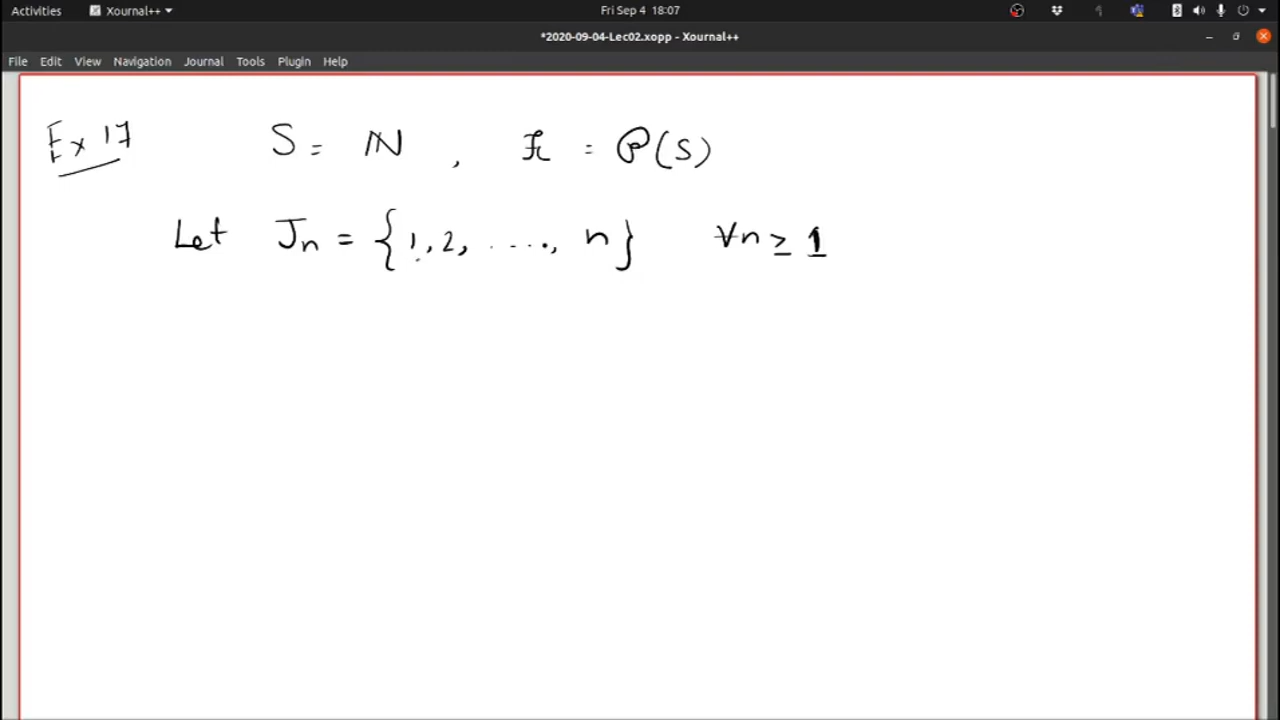 Activities Xournal++ Fri Sep 4 18:07
*2020-09-04-Lec02.xopp - Xournal++
File Edit View Navigation Journal Tools Plugin Help
Ex 17 S = ℕ , 𝓕 = 𝒫(S)
Let Jₙ = {1, 2, ...., n} ∀n ≥ 1